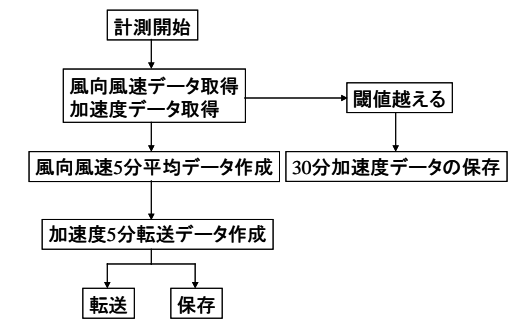 計測開始
風向風速データ取得
加速度データ取得
閾値越える
風向風速5分平均データ作成
30分加速度データの保存
加速度5分転送データ作成
転送
保存